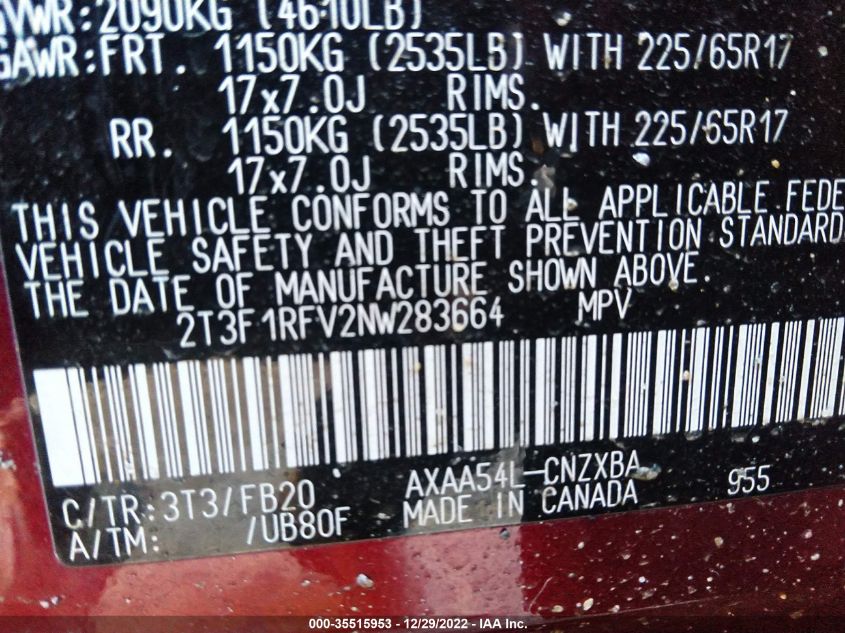 GVWR:2090KG (4610LB)
GAWR:FRT. 1150KG (2535LB) WITH 225/65R17
17x7.0J RIMS.
RR. 1150KG (2535LB) WITH 225/65R17
17x7.0J RIMS.
THIS VEHICLE CONFORMS TO ALL APPLICABLE FEDE
VEHICLE SAFETY AND THEFT PREVENTION STANDARD
THE DATE OF MANUFACTURE SHOWN ABOVE.
2T3F1RFV2NW283664 MPV
C/TR:3T3/FB20 AXAA54L-CNZXBA 955
A/TM: /UB80F MADE IN CANADA
000-35515953 - 12/29/2022 - IAA Inc.